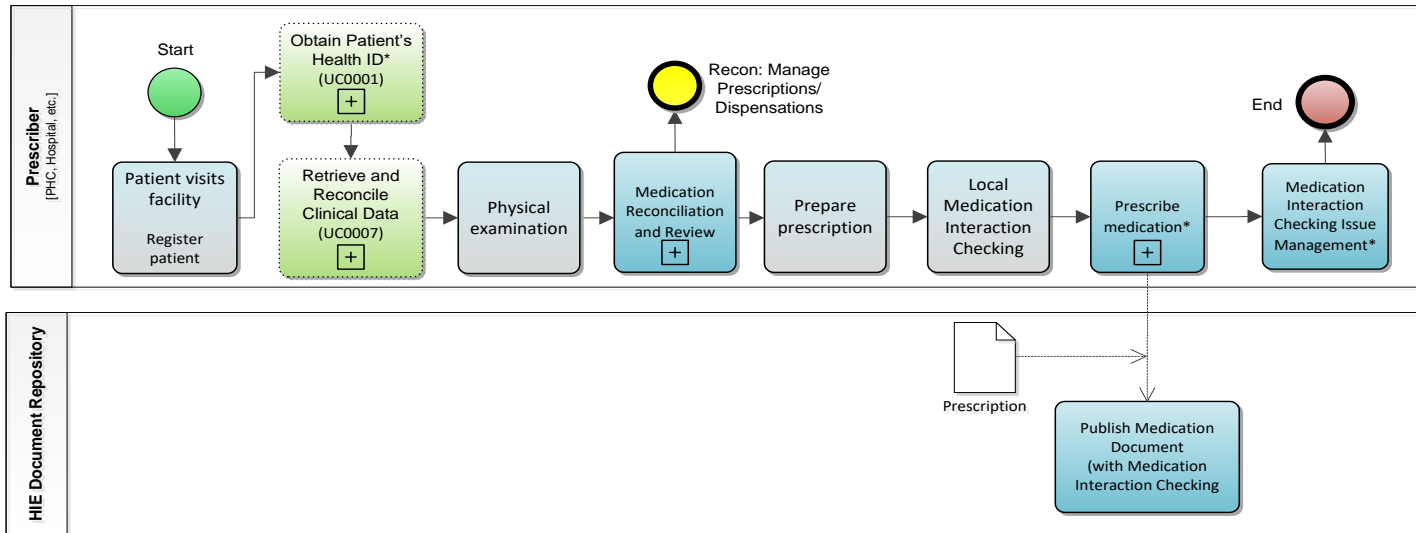 Prescriber
[PHC, Hospital, etc.]
Start
Patient visits
facility
Register
patient
Obtain Patient's
Health ID*
(UC0001)
Retrieve and
Reconcile
Clinical Data
(UC0007)
Physical
examination
Recon: Manage
Prescriptions/
Dispensations
Medication
Reconciliation
and Review
Prepare
prescription
Local
Medication
Interaction
Checking
Prescribe
medication*
End
Medication
Interaction
Checking Issue
Management*
HIE Document Repository
Prescription
Publish Medication
Document
(with Medication
Interaction Checking